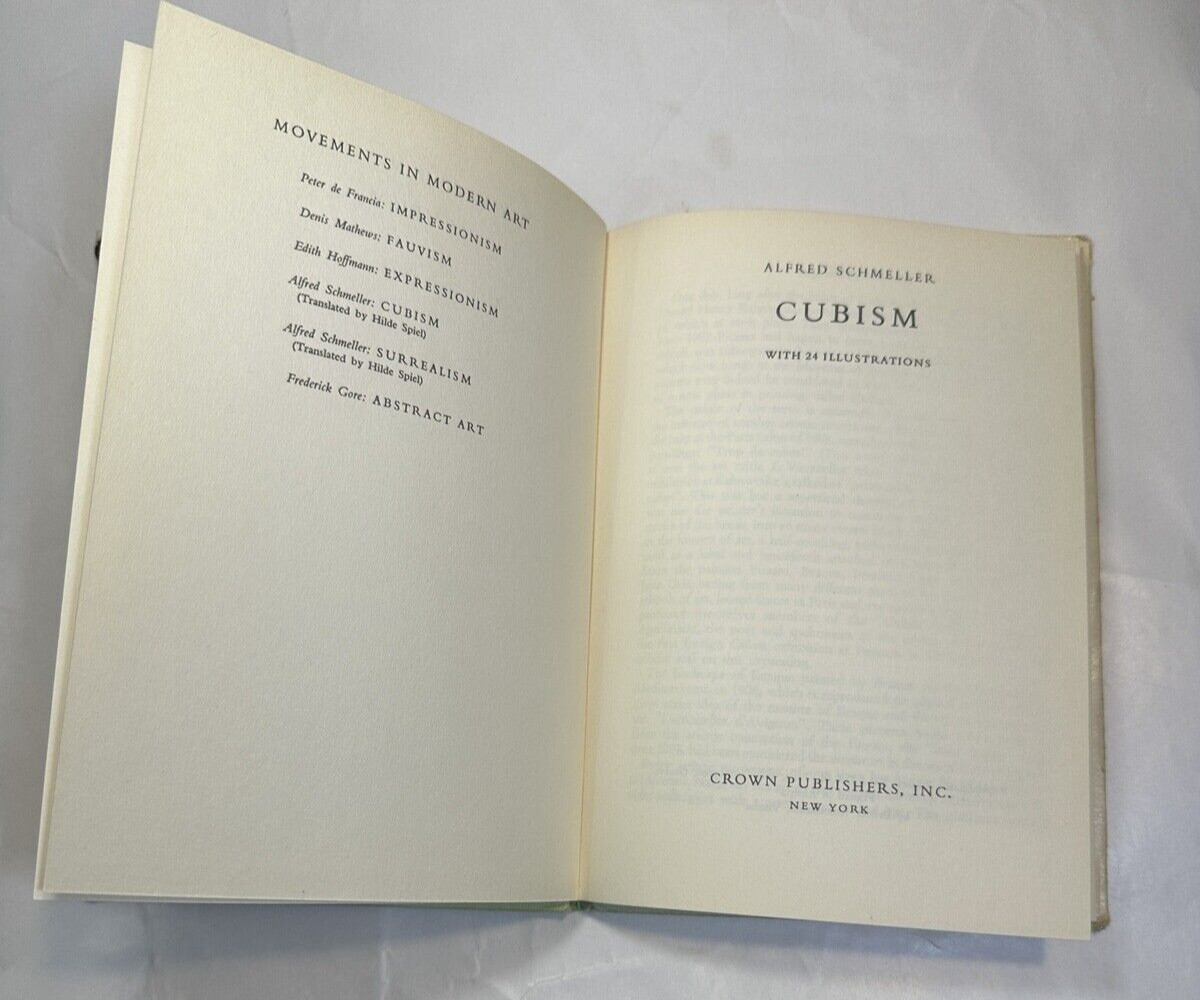 MOVEMENTS IN MODERN ART
Peter de Francia: IMPRESSIONISM
Denis Mathews: FAUVISM
Edith Hoffmann: EXPRESSIONISM
Alfred Schmeller: CUBISM
(Translated by Hilde Spiel)
Alfred Schmeller: SURREALISM
(Translated by Hilde Spiel)
Frederick Gore: ABSTRACT ART
ALFRED SCHMELLER
CUBISM
WITH 24 ILLUSTRATIONS
CROWN PUBLISHERS, INC.
NEW YORK